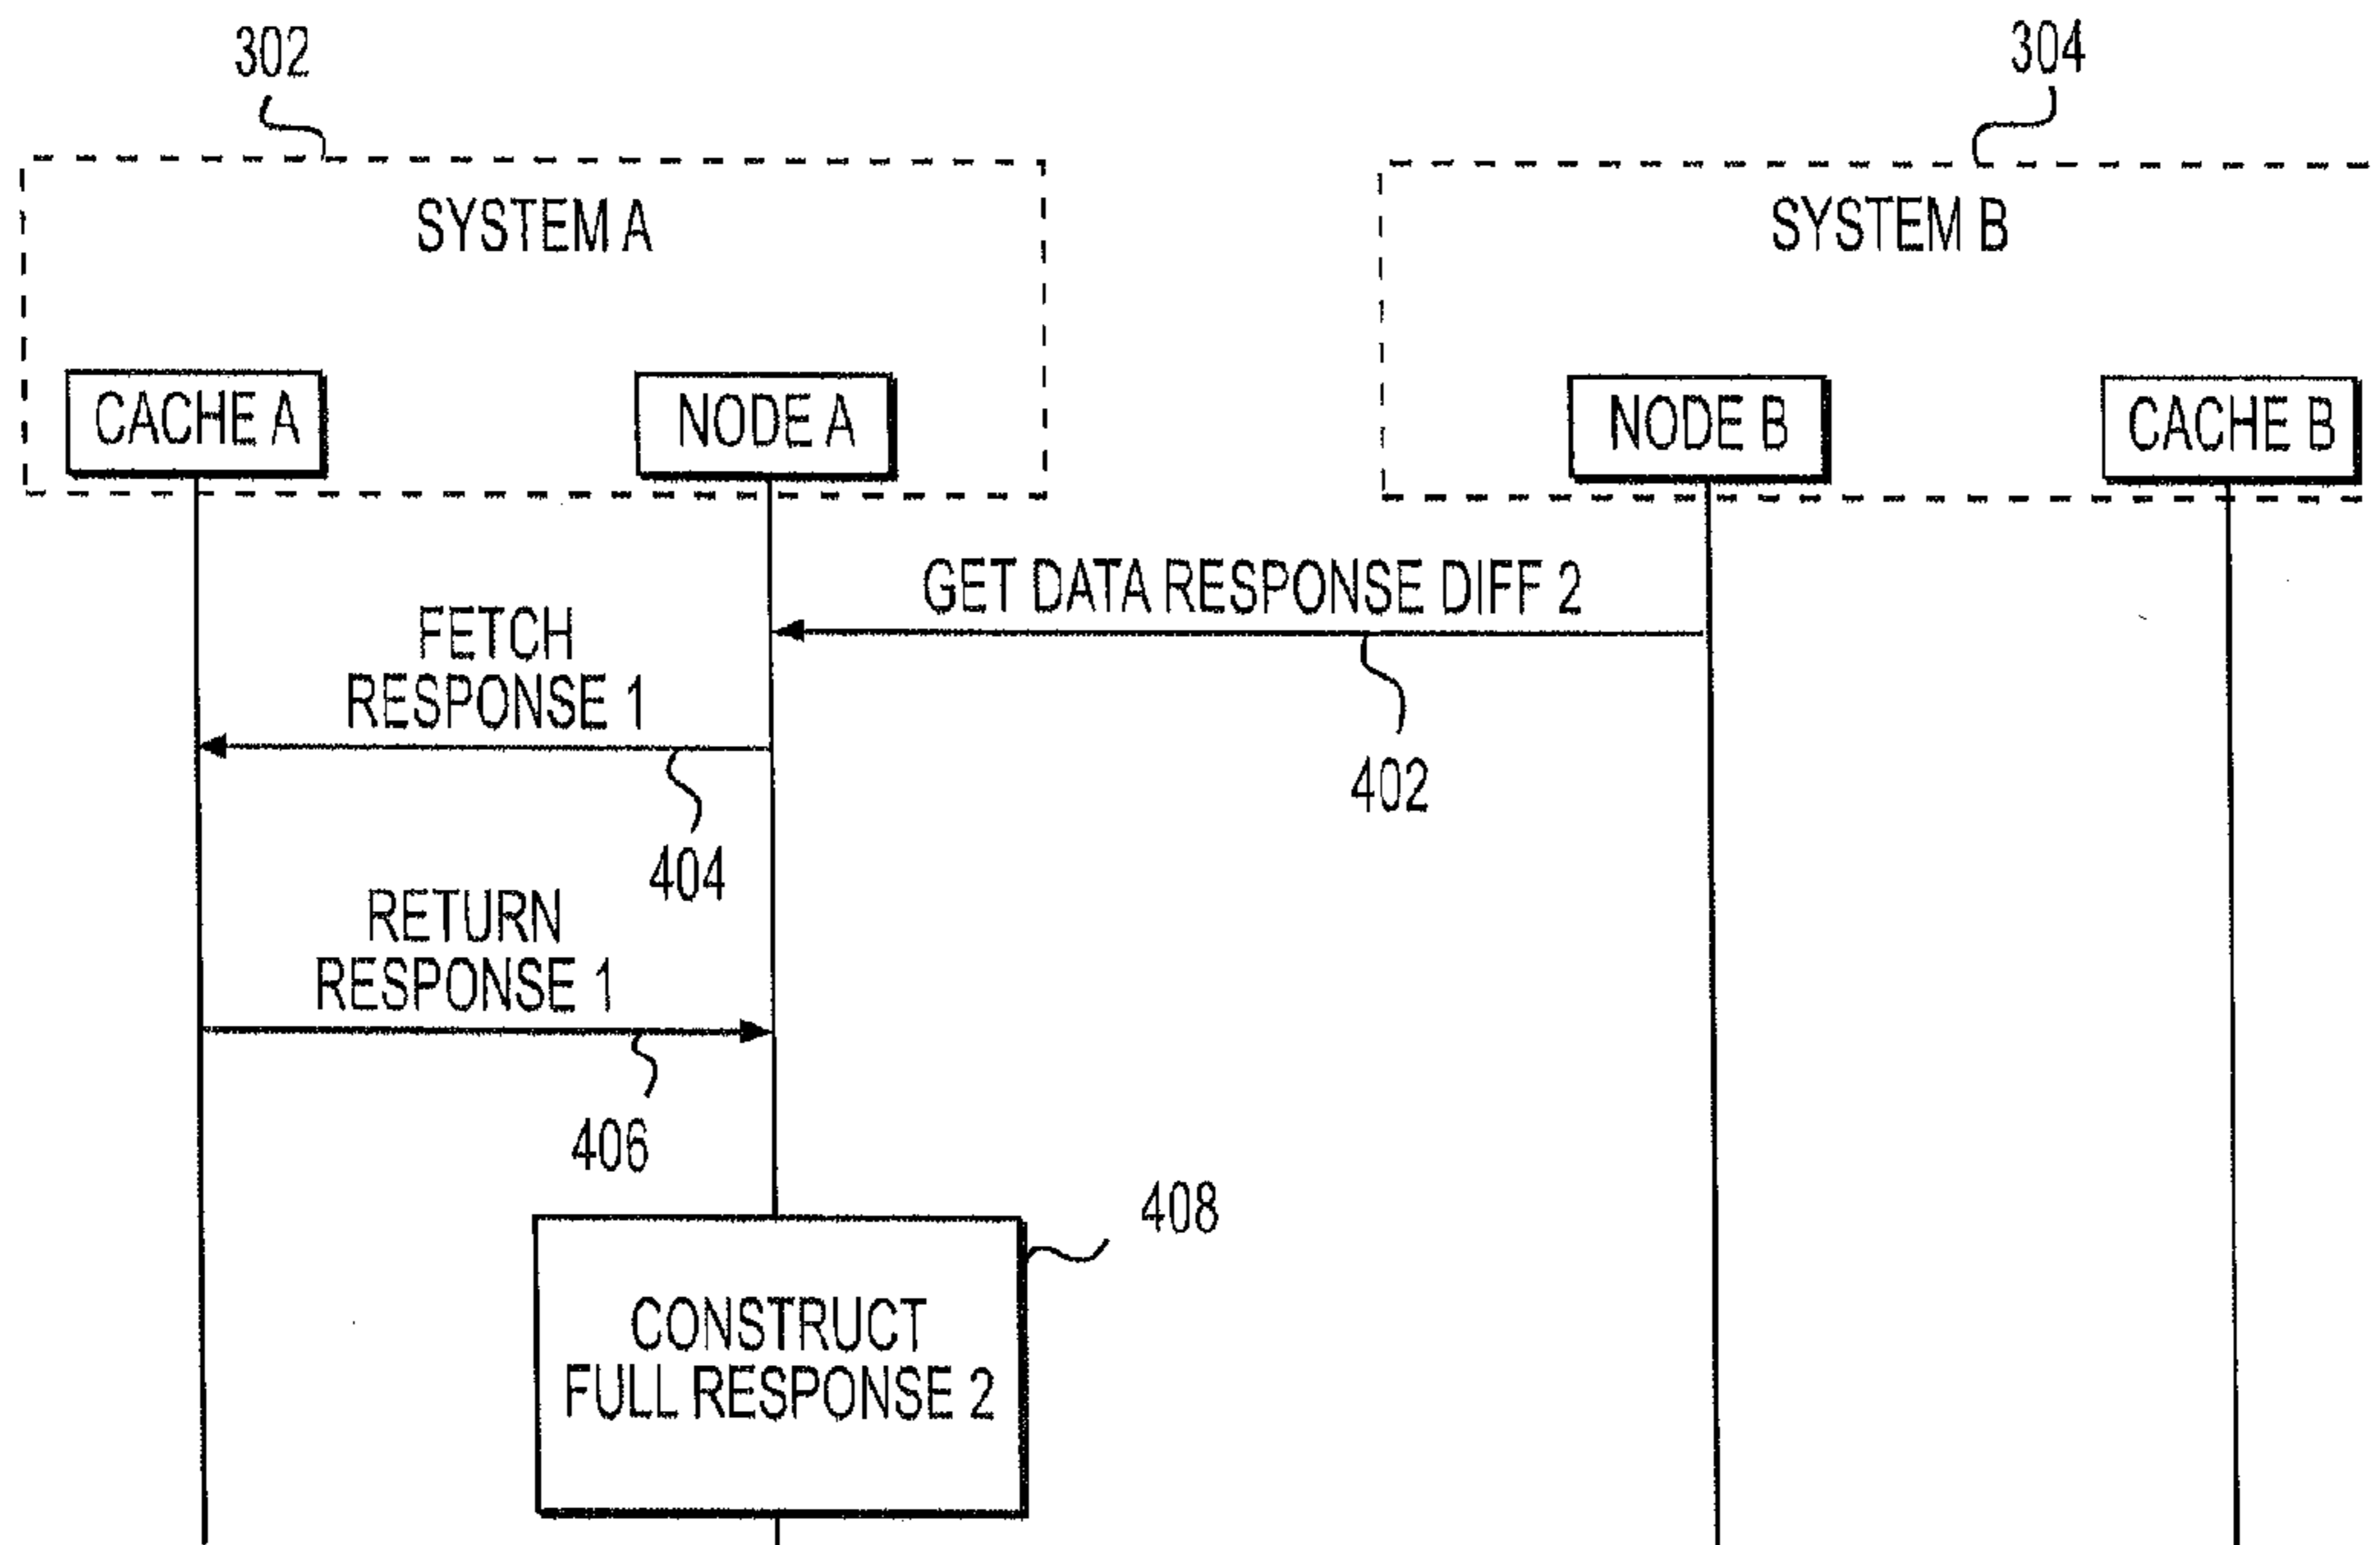 302
304
SYSTEM A
SYSTEM B
CACHE A
NODE A
NODE B
CACHE B
GET DATA RESPONSE DIFF 2
FETCH
RESPONSE 1
402
404
RETURN
RESPONSE 1
406
408
CONSTRUCT
FULL RESPONSE 2